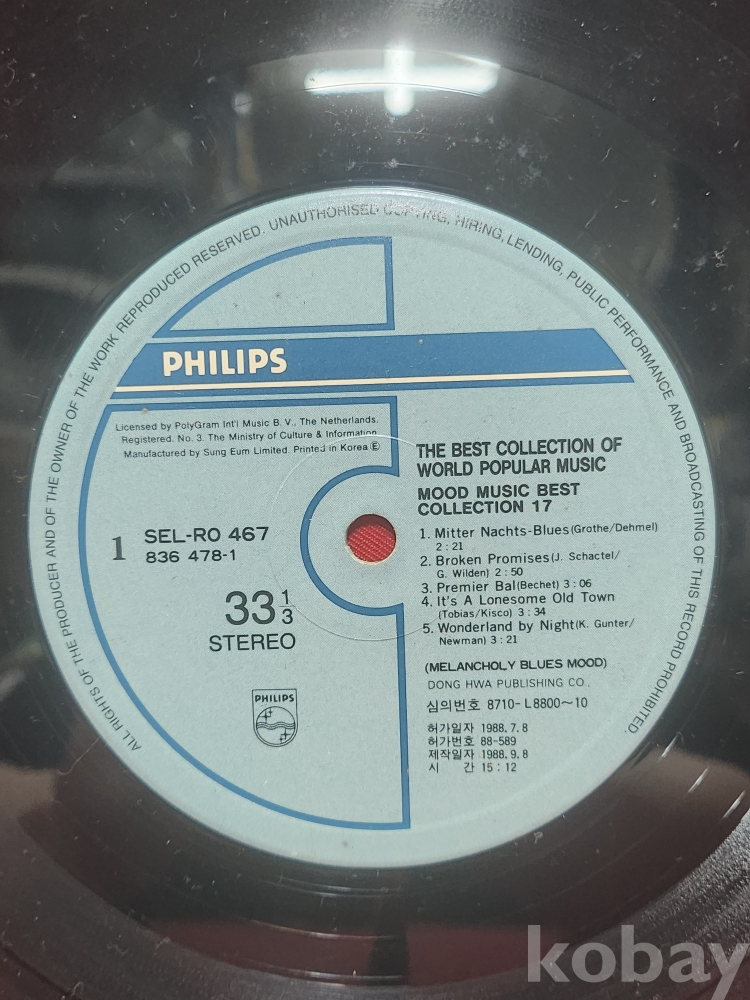 ALL RIGHTS OF THE PRODUCER AND OF THE OWNER OF THE WORK REPRODUCED RESERVED. UNAUTHORISED COPYING, HIRING, LENDING, PUBLIC PERFORMANCE AND BROADCASTING OF THIS RECORD PROHIBITED.
PHILIPS
Licensed by PolyGram Int'l Music B. V., The Netherlands.
Registered. No. 3. The Ministry of Culture & Information
Manufactured by Sung Eum Limited. Printed in Korea Ⓔ
THE BEST COLLECTION OF
WORLD POPULAR MUSIC
MOOD MUSIC BEST
COLLECTION 17
1 SEL-RO 467
836 478-1
33 1/3
STEREO
PHILIPS
1. Mitter Nachts-Blues(Grothe/Dehmel)
2 : 21
2. Broken Promises(J. Schactel/
G. Wilden) 2 : 50
3. Premier Bal(Bechet) 3 : 06
4. It's A Lonesome Old Town
(Tobias/Kisco) 3 : 34
5. Wonderland by Night(K. Gunter/
Newman) 3 : 21
(MELANCHOLY BLUES MOOD)
DONG HWA PUBLISHING CO.,
심의번호 8710-L8800~10
허가일자 1988. 7. 8
허가번호 88-589
제작일자 1988. 9. 8
시 간 15 : 12
kobay